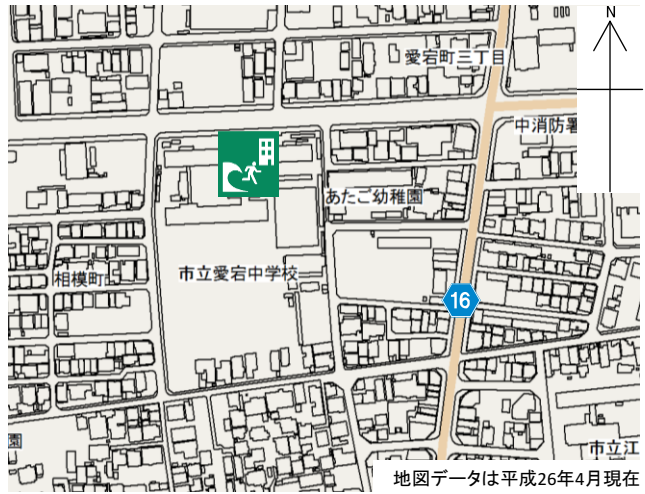 N
愛宕町三丁目
中消防署
あたご幼稚園
市立愛宕中学校
相模町
16
園
市立江
地図データは平成26年4月現在